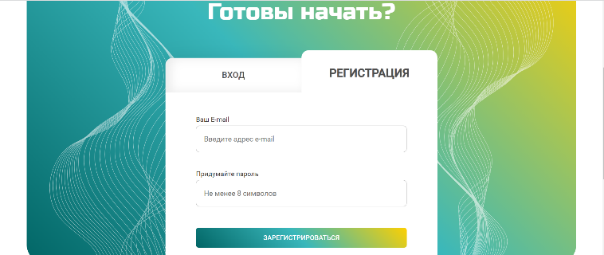 Готовы начать?
ВХОД
РЕГИСТРАЦИЯ
Ваш E-mail
Введите адрес e-mail
Придумайте пароль
Не менее 8 символов
ЗАРЕГИСТРИРОВАТЬСЯ